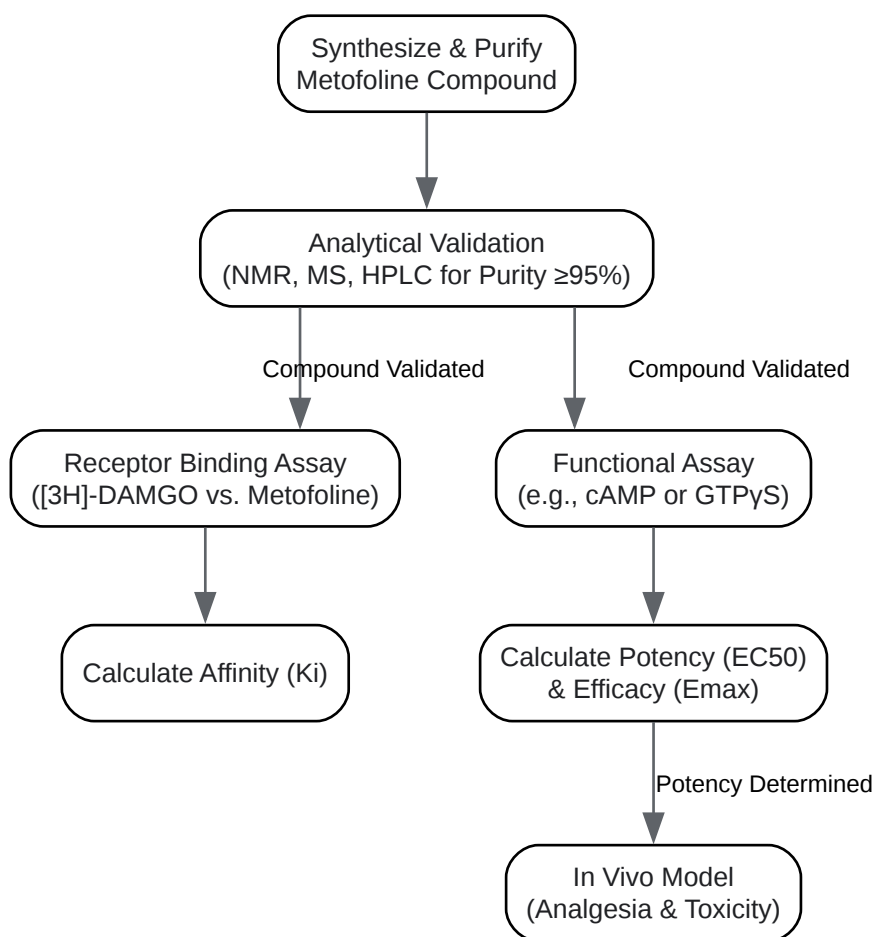 Synthesize & Purify
Metofoline Compound
Analytical Validation
(NMR, MS, HPLC for Purity ≥95%)
Compound Validated
Compound Validated
Receptor Binding Assay
([3H]-DAMGO vs. Metofoline)
Functional Assay
(e.g., cAMP or GTPγS)
Calculate Affinity (Ki)
Calculate Potency (EC50)
& Efficacy (Emax)
Potency Determined
In Vivo Model
(Analgesia & Toxicity)